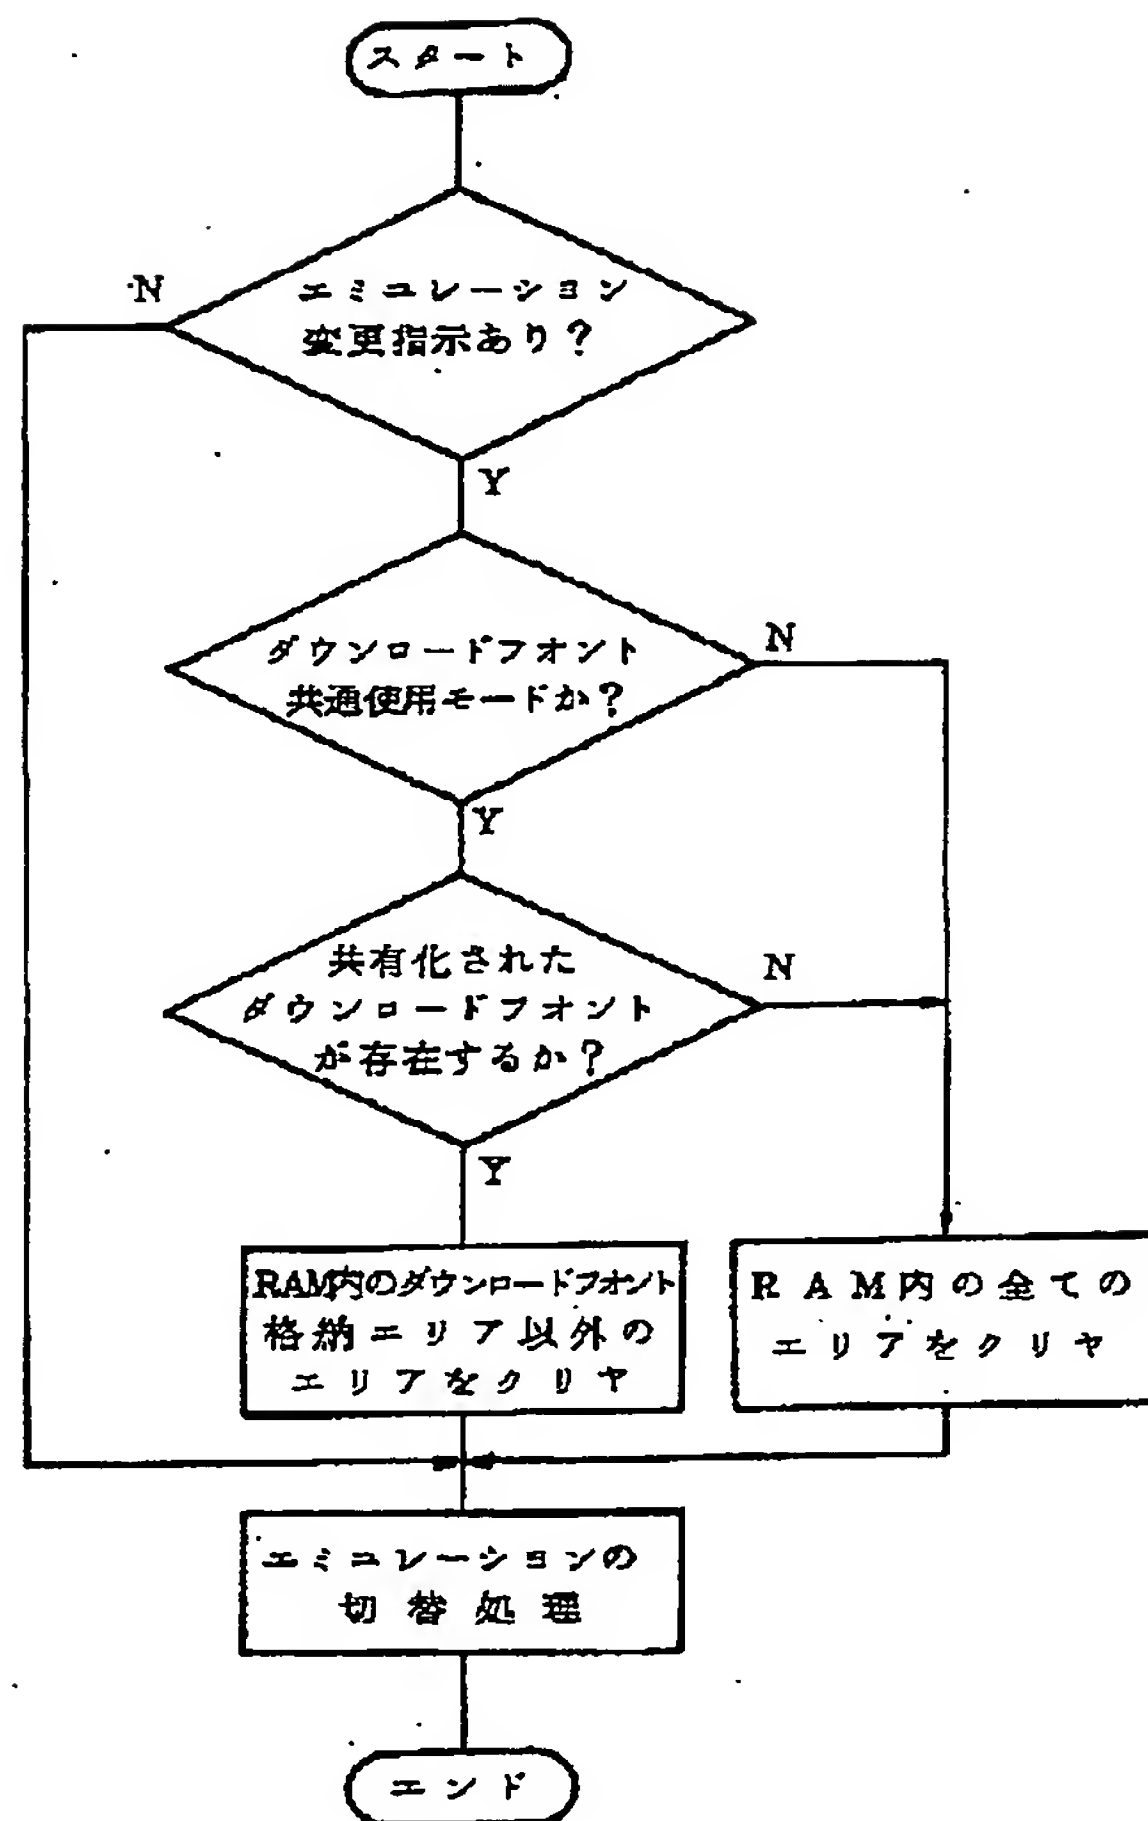 スタート
N
エミュレーション
変更指示あり？
Y
ダウンロードフォント
共通使用モードか？
N
Y
共有化された
ダウンロードフォント
が存在するか？
N
Y
RAM内のダウンロードフォント
格納エリア以外の
エリアをクリヤ
RAM内の全ての
エリアをクリヤ
エミュレーションの
切替処理
エンド